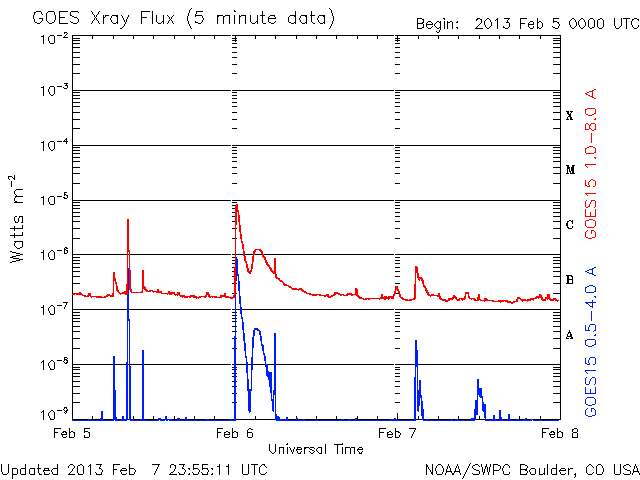 GOES Xray Flux (5 minute data)
Begin: 2013 Feb 5 0000 UTC
10⁻²
10⁻³
10⁻⁴
10⁻⁵
10⁻⁶
10⁻⁷
10⁻⁸
10⁻⁹
Watts m⁻²
X
M
C
B
A
GOES15 1.0-8.0 A
GOES15 0.5-4.0 A
Feb 5
Feb 6
Feb 7
Feb 8
Universal Time
Updated 2013 Feb 7 23:55:11 UTC
NOAA/SWPC Boulder, CO USA